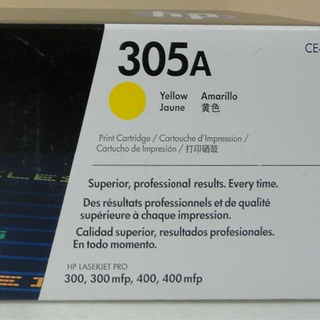 hp
305A
CE
Yellow Amarillo
Jaune 黄色
Print Cartridge / Cartouche d'Impression /
Cartucho de Impresión / 打印硒鼓
Superior, professional results. Every time.
Des résultats professionnels et de qualité
supérieure à chaque impression.
Calidad superior, resultados profesionales.
En todo momento.
HP LASERJET PRO
300, 300 mfp, 400, 400 mfp